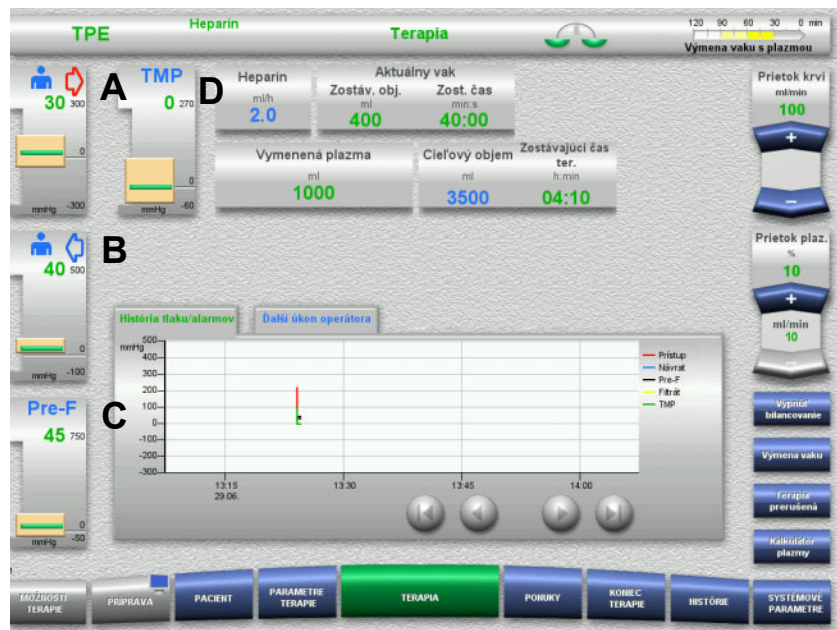 TPE
Heparín
Terapia
120 90 60 30 0 min
Výmena vaku s plazmou
A
30 300
0
mmHg -300
TMP
0 270
0
mmHg -60
D
Heparín
ml/h
2.0
Aktuálny vak
Zostáv. obj. Zost. čas
ml min:s
400 40:00
Vymenená plazma
ml
1000
Cieľový objem Zostávajúci čas
ter.
ml h:min
3500 04:10
Prietok krvi
ml/min
100
+
−
B
40 500
0
mmHg -100
Prietok plaz.
%
10
+
ml/min
10
−
História tlaku/alarmov
Ďalší úkon operátora
mmHg
500
400
300
200
100
0
-100
-200
-300
13:15 13:30 13:45 14:00
29.06.
Prístup
Návrat
Pre-F
Filtrát
TMP
C
Pre-F
45 750
0
mmHg -50
Vypnúť
bilancovanie
Výmena vaku
Terapia
prerušená
Kalkulátor
plazmy
MOŽNOSTI
TERAPIE
PRÍPRAVA
PACIENT
PARAMETRE
TERAPIE
TERAPIA
PONUKY
KONIEC
TERAPIE
HISTÓRIE
SYSTÉMOVÉ
PARAMETRE